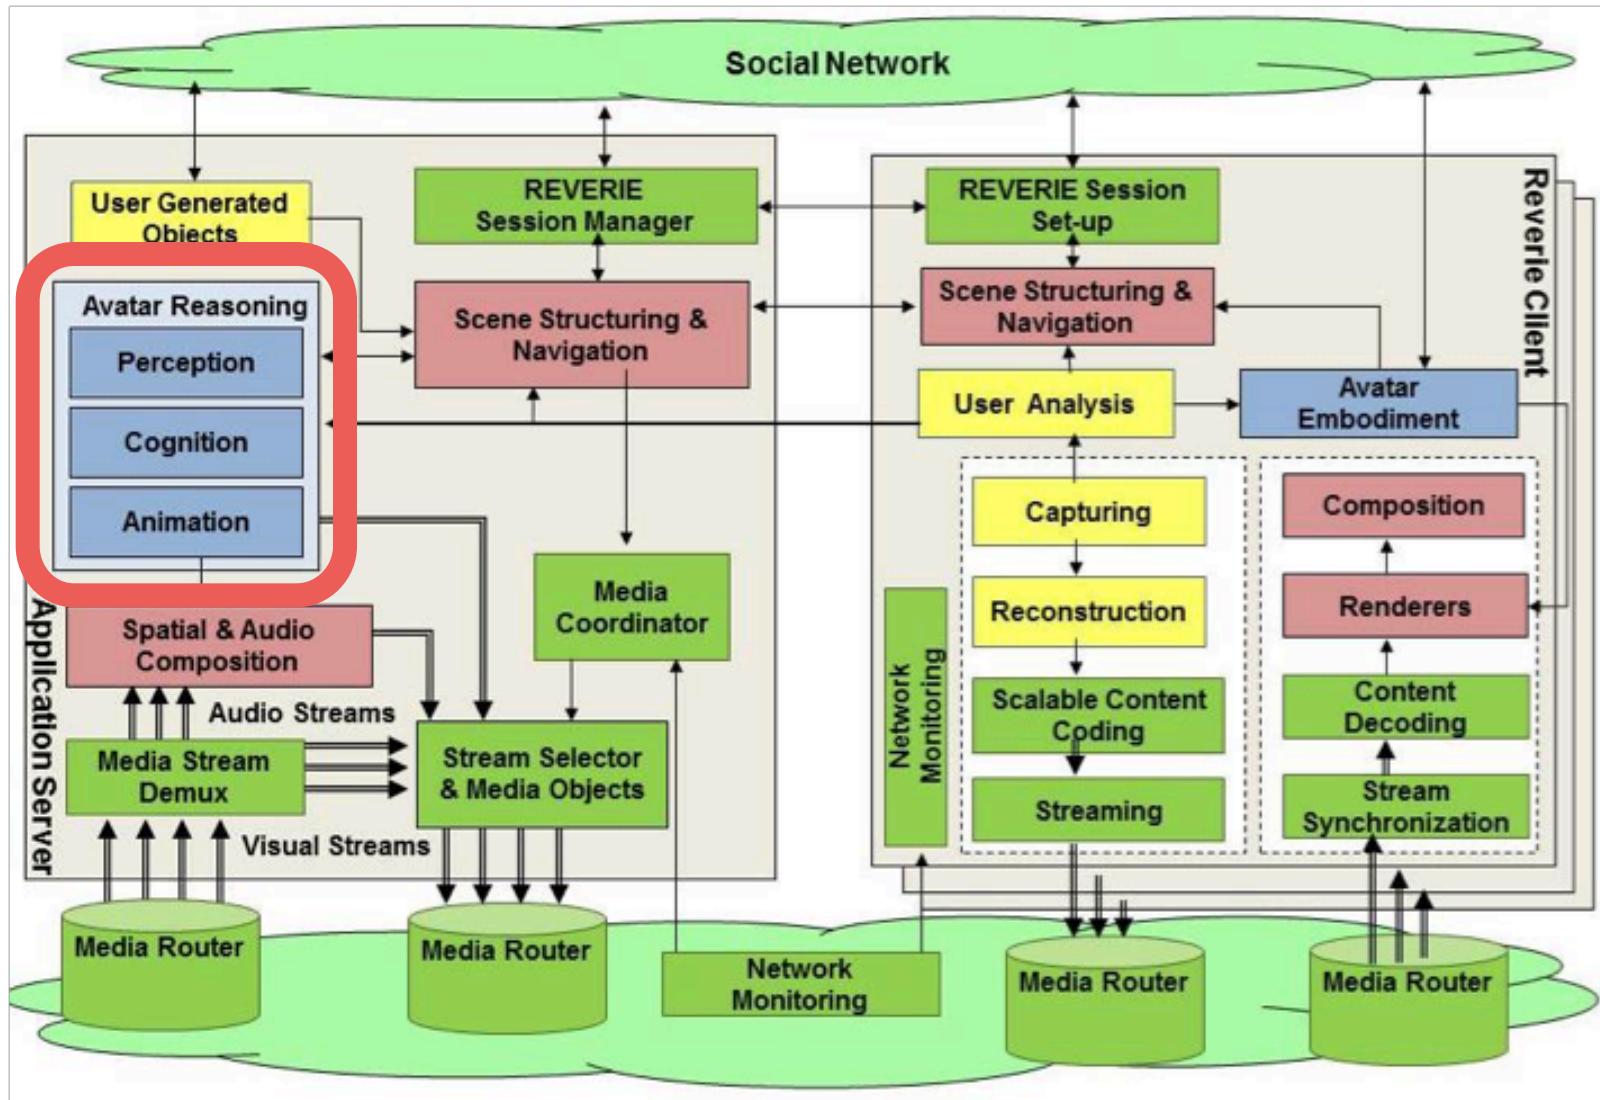 Social Network
User Generated
Objects
REVERIE
Session Manager
Avatar Reasoning
Perception
Cognition
Animation
Scene Structuring &
Navigation
Media
Coordinator
Spatial & Audio
Composition
Audio Streams
Media Stream
Demux
Stream Selector
& Media Objects
Visual Streams
Application Server
REVERIE Session
Set-up
Scene Structuring &
Navigation
User Analysis
Avatar
Embodiment
Reverie Client
Capturing
Reconstruction
Scalable Content
Coding
Streaming
Network
Monitoring
Composition
Renderers
Content
Decoding
Stream
Synchronization
Media Router
Media Router
Network
Monitoring
Media Router
Media Router